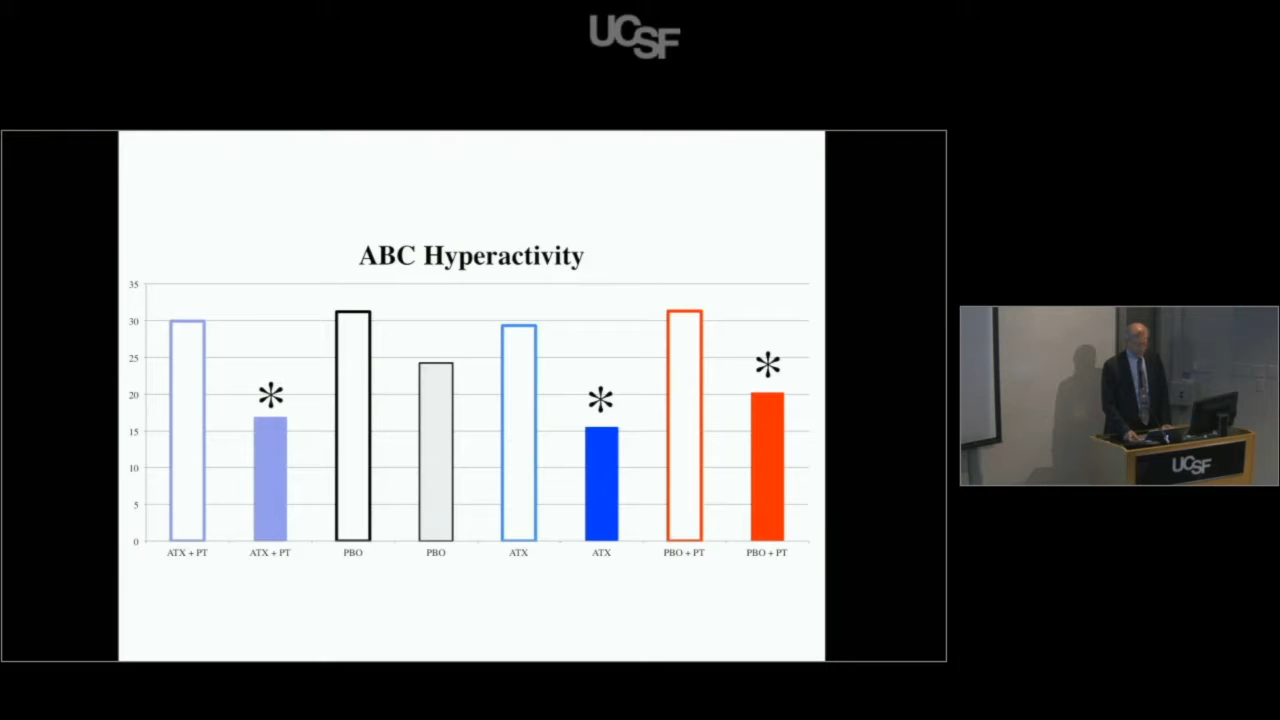 UCSF
ABC Hyperactivity
35
30
25
20
15
10
5
0
*
*
*
ATX + PT
ATX + PT
PBO
PBO
ATX
ATX
PBO + PT
PBO + PT
UCSF